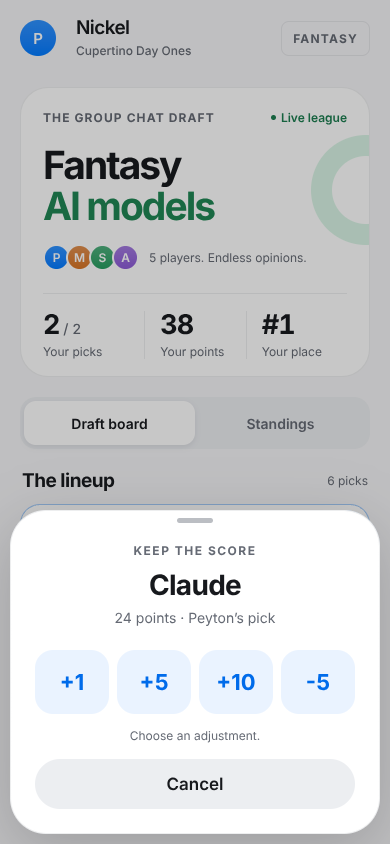 P
Nickel
Cupertino Day Ones
FANTASY
THE GROUP CHAT DRAFT
Live league
Fantasy
AI models
P M S A
5 players. Endless opinions.
2 / 2
Your picks
38
Your points
#1
Your place
Draft board
Standings
The lineup
6 picks
KEEP THE SCORE
Claude
24 points · Peyton’s pick
+1
+5
+10
-5
Choose an adjustment.
Cancel